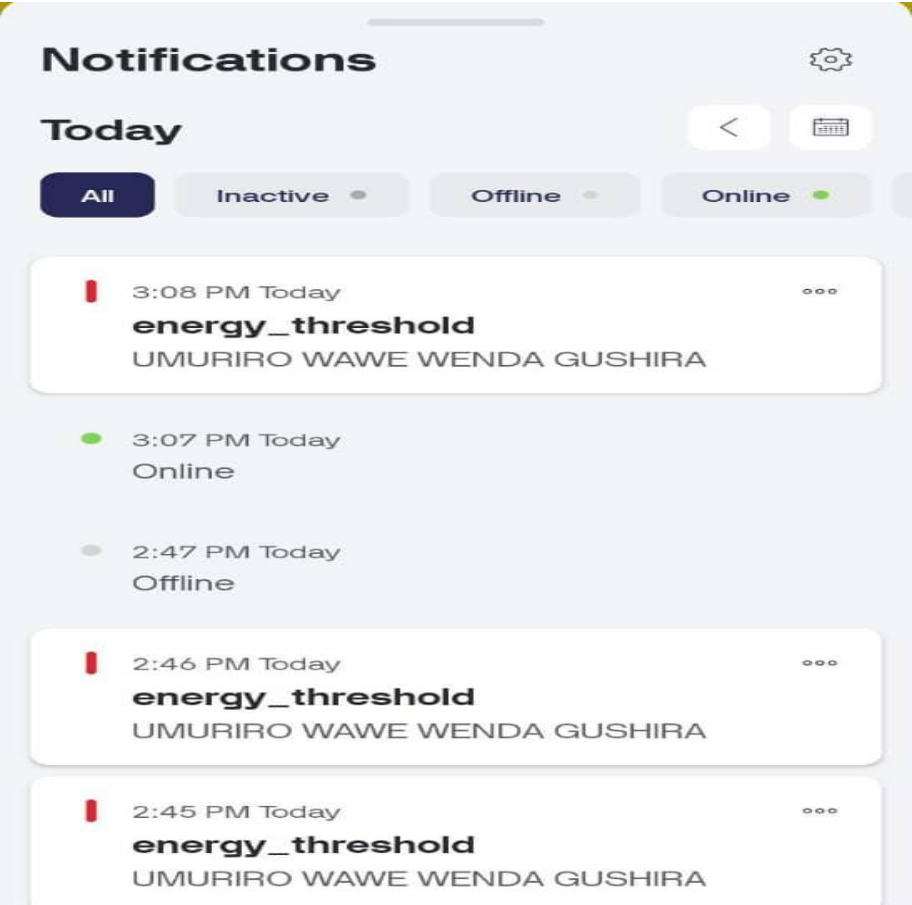 Notifications
Today
All Inactive Offline Online
3:08 PM Today
energy_threshold
UMURIRO WAWE WENDA GUSHIRA
3:07 PM Today
Online
2:47 PM Today
Offline
2:46 PM Today
energy_threshold
UMURIRO WAWE WENDA GUSHIRA
2:45 PM Today
energy_threshold
UMURIRO WAWE WENDA GUSHIRA